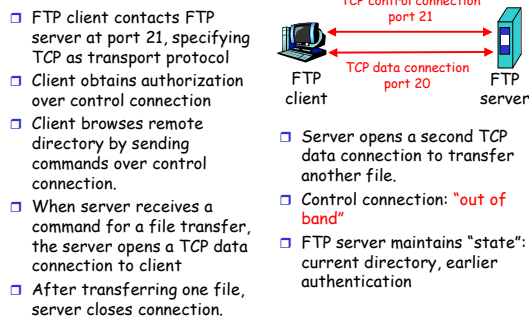 FTP client contacts FTP
server at port 21, specifying
TCP as transport protocol
Client obtains authorization
over control connection
Client browses remote
directory by sending
commands over control
connection.
When server receives a
command for a file transfer,
the server opens a TCP data
connection to client
After transferring one file,
server closes connection.
TCP control connection
port 21
TCP data connection
port 20
FTP
client
FTP
server
Server opens a second TCP
data connection to transfer
another file.
Control connection: “out of
band”
FTP server maintains “state”:
current directory, earlier
authentication